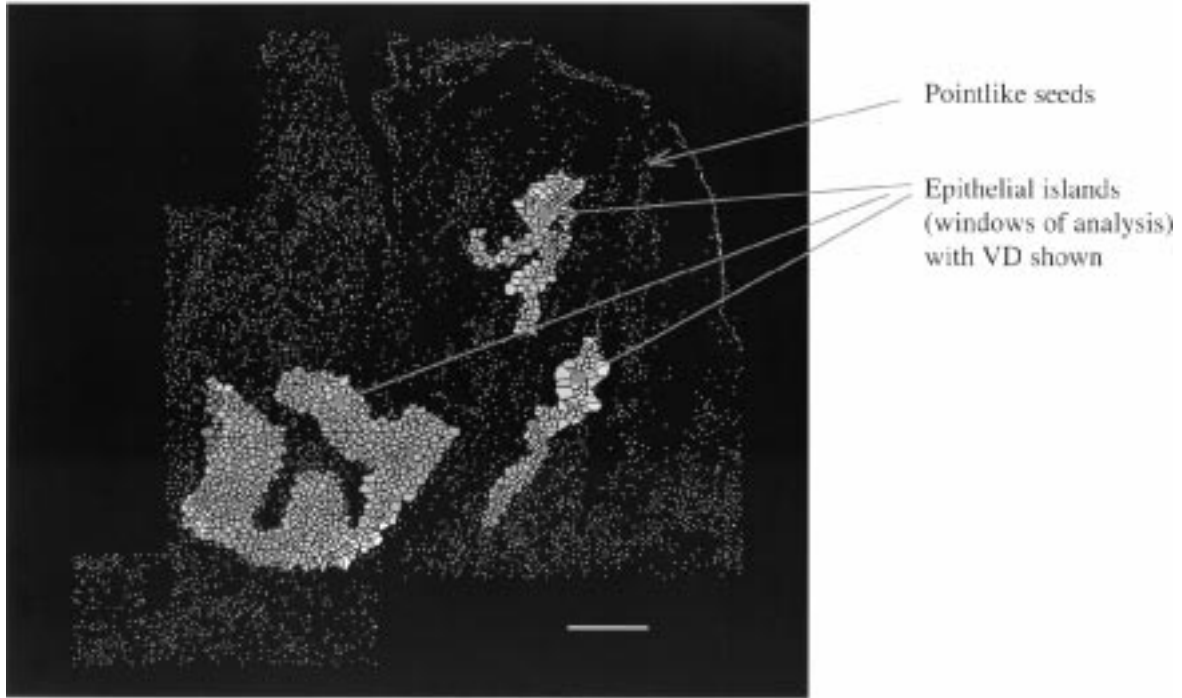 Pointlike seeds
Epithelial islands
(windows of analysis)
with VD shown